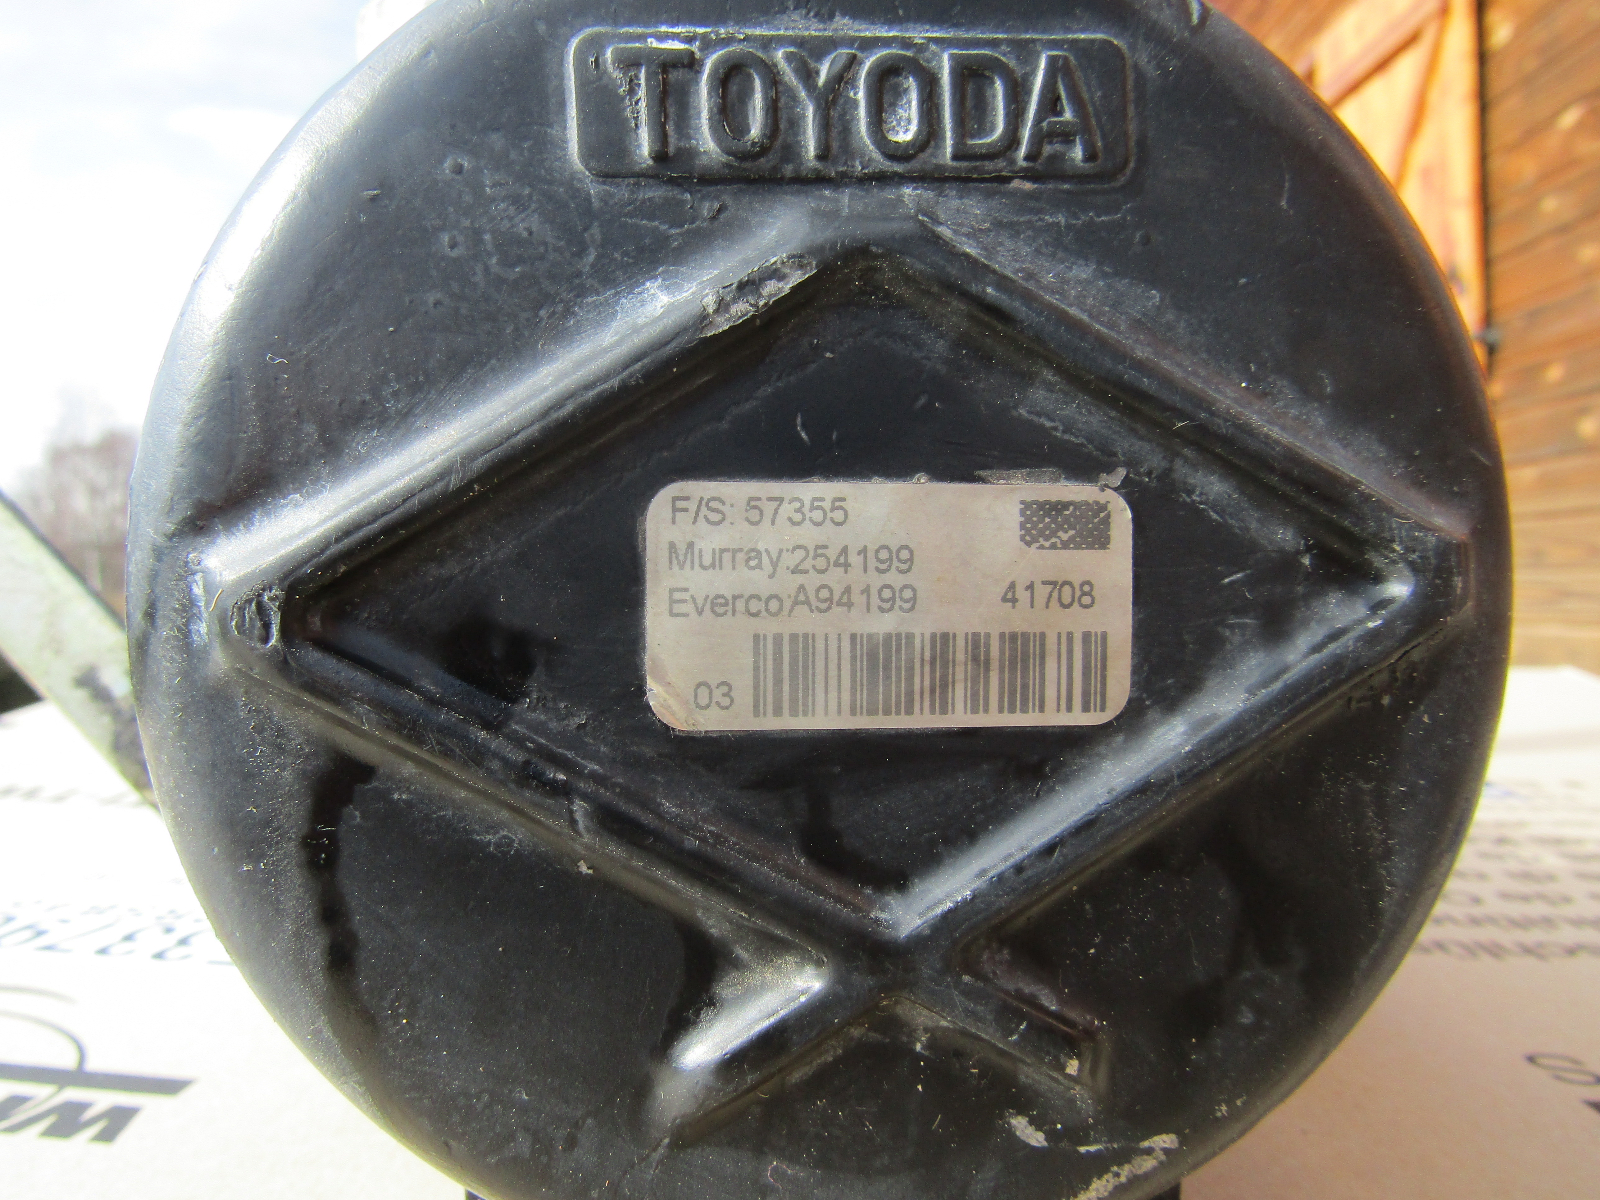 TOYODA
F/S: 57355
Murray:254199
Everco:A94199 41708
03